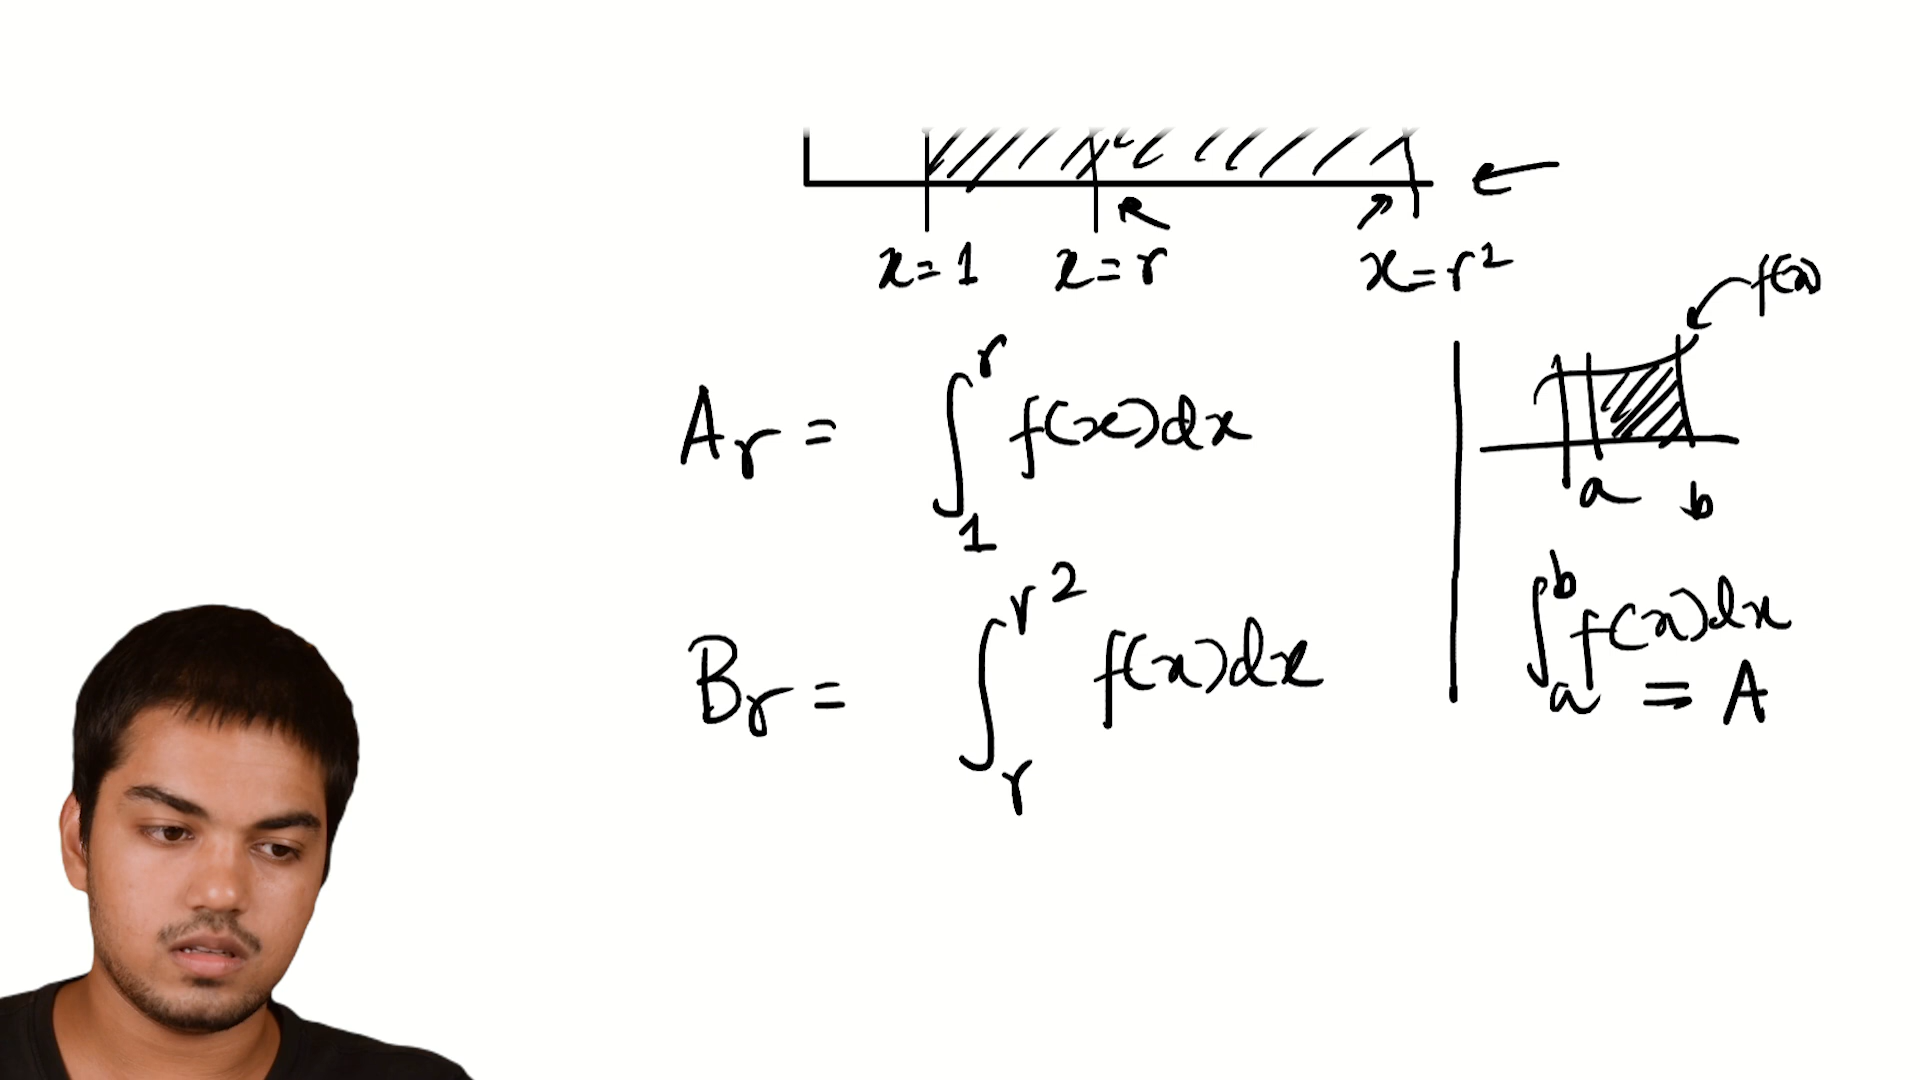 x=1 x=r x=r²
f(x)
A_r = ∫₁^r f(x)dx
a b
B_r = ∫_r^{r²} f(x)dx
∫_a^b f(x)dx
= A